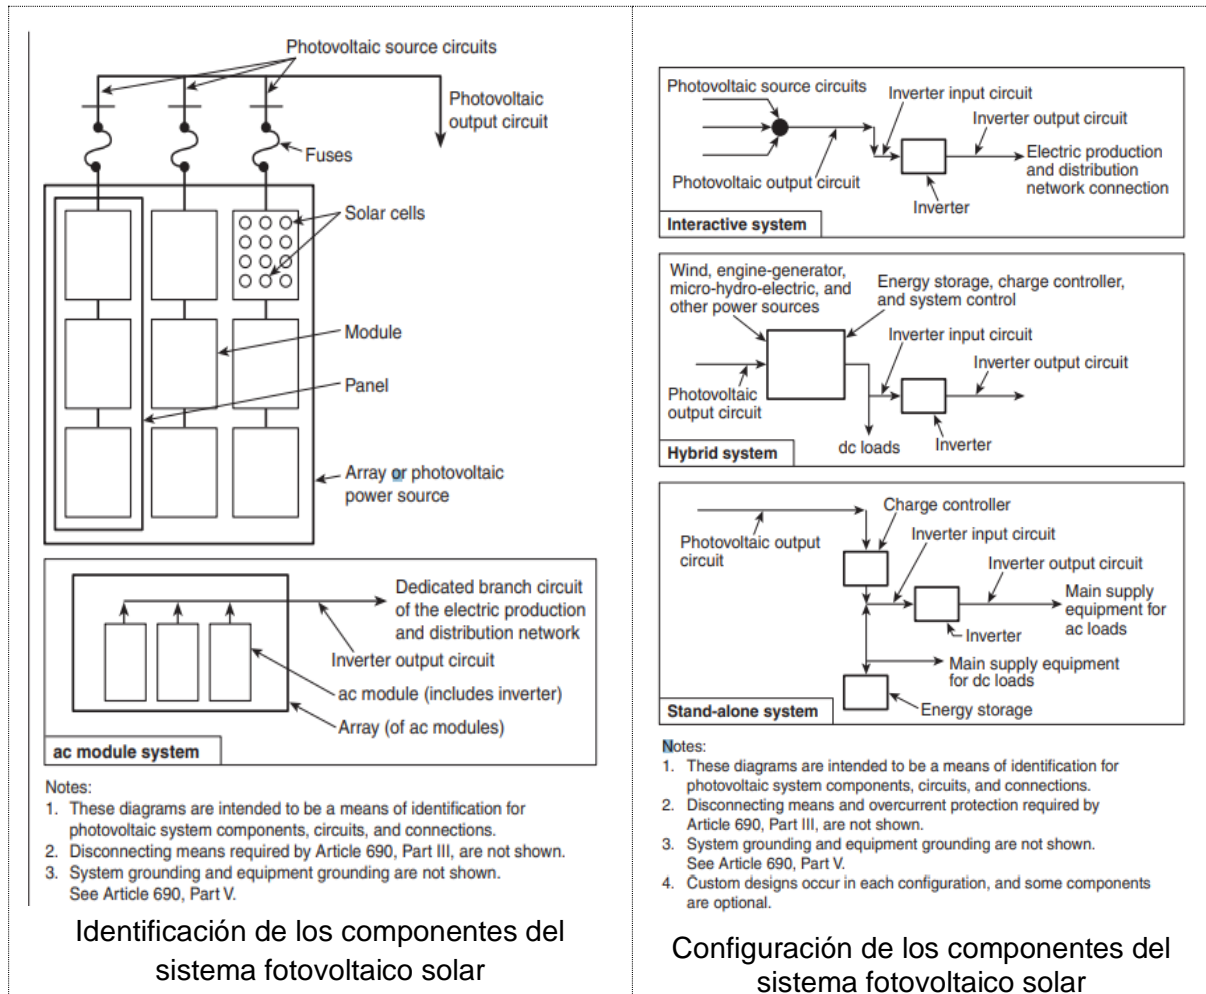 Photovoltaic source circuits
Photovoltaic
output circuit
Fuses
Solar cells
Module
Panel
Array or photovoltaic
power source
Dedicated branch circuit
of the electric production
and distribution network
Inverter output circuit
ac module (includes inverter)
Array (of ac modules)
ac module system
Notes:
1. These diagrams are intended to be a means of identification for
photovoltaic system components, circuits, and connections.
2. Disconnecting means required by Article 690, Part III, are not shown.
3. System grounding and equipment grounding are not shown.
See Article 690, Part V.
Identificación de los componentes del
sistema fotovoltaico solar
Photovoltaic source circuits
Inverter input circuit
Inverter output circuit
Electric production
and distribution
network connection
Photovoltaic output circuit
Inverter
Interactive system
Wind, engine-generator,
micro-hydro-electric, and
other power sources
Energy storage, charge controller,
and system control
Inverter input circuit
Inverter output circuit
Photovoltaic
output circuit
dc loads
Inverter
Hybrid system
Charge controller
Photovoltaic output
circuit
Inverter input circuit
Inverter output circuit
Main supply
equipment for
ac loads
Inverter
Main supply equipment
for dc loads
Energy storage
Stand-alone system
Notes:
1. These diagrams are intended to be a means of identification for
photovoltaic system components, circuits, and connections.
2. Disconnecting means and overcurrent protection required by
Article 690, Part III, are not shown.
3. System grounding and equipment grounding are not shown.
See Article 690, Part V.
4. Custom designs occur in each configuration, and some components
are optional.
Configuración de los componentes del
sistema fotovoltaico solar